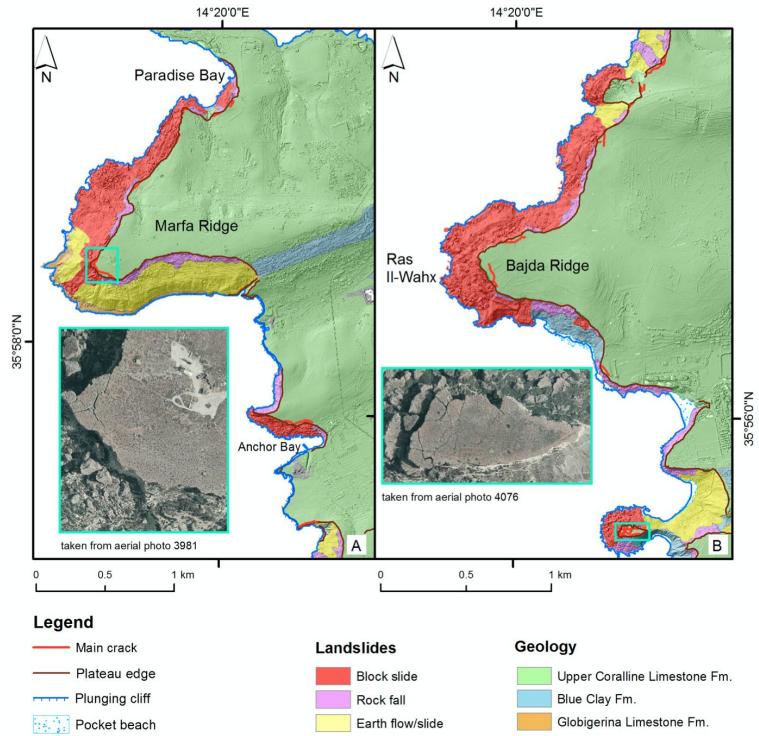 14°20'0"E
14°20'0"E
N
Paradise Bay
Marfa Ridge
35°58'0"N
Anchor Bay
taken from aerial photo 3981
A
N
Ras
Il-Wahx
Bajda Ridge
35°56'0"N
taken from aerial photo 4076
B
0 0.5 1 km
0 0.5 1 km
Legend
Main crack
Plateau edge
Plunging cliff
Pocket beach
Landslides
Block slide
Rock fall
Earth flow/slide
Geology
Upper Coralline Limestone Fm.
Blue Clay Fm.
Globigerina Limestone Fm.